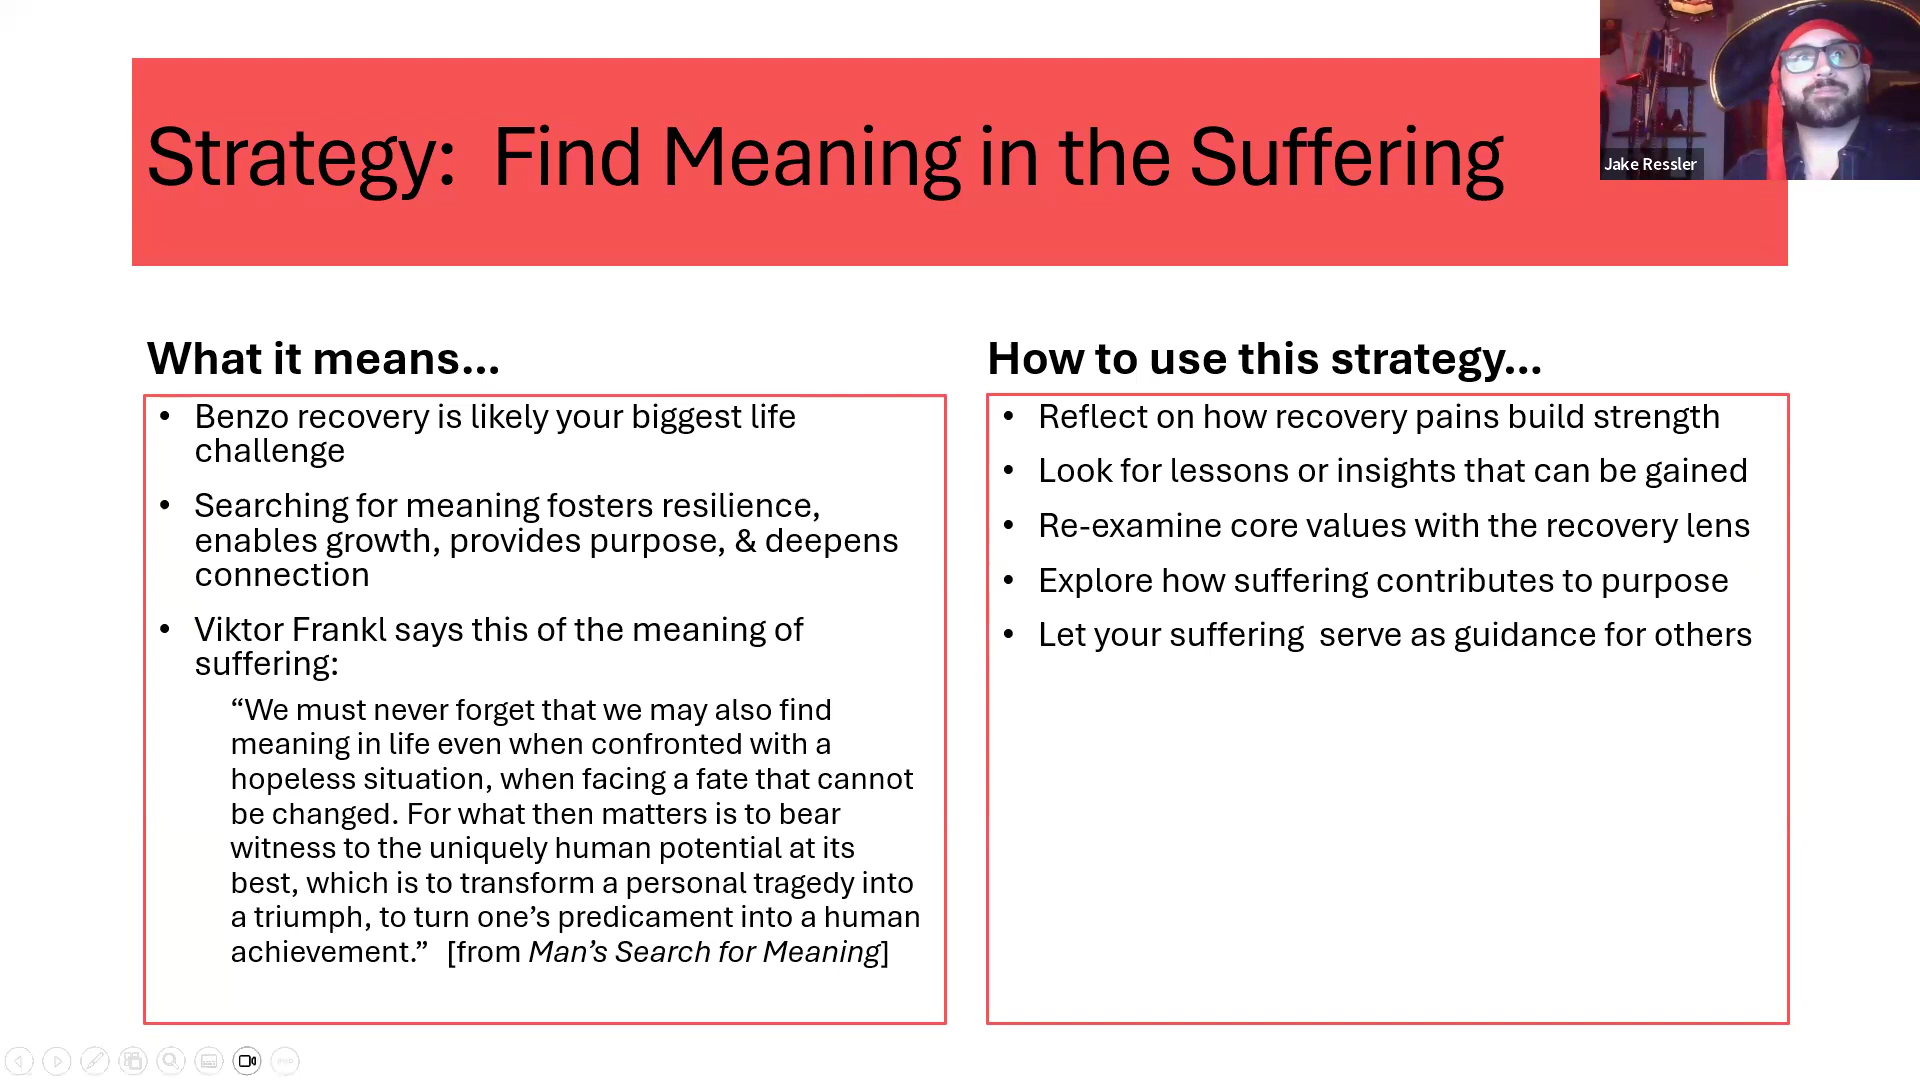 Strategy:  Find Meaning in the Suffering
Jake Ressler
What it means...
• Benzo recovery is likely your biggest life
challenge
• Searching for meaning fosters resilience,
enables growth, provides purpose, & deepens
connection
• Viktor Frankl says this of the meaning of
suffering:
“We must never forget that we may also find
meaning in life even when confronted with a
hopeless situation, when facing a fate that cannot
be changed. For what then matters is to bear
witness to the uniquely human potential at its
best, which is to transform a personal tragedy into
a triumph, to turn one’s predicament into a human
achievement.”  [from Man’s Search for Meaning]
How to use this strategy...
• Reflect on how recovery pains build strength
• Look for lessons or insights that can be gained
• Re-examine core values with the recovery lens
• Explore how suffering contributes to purpose
• Let your suffering  serve as guidance for others